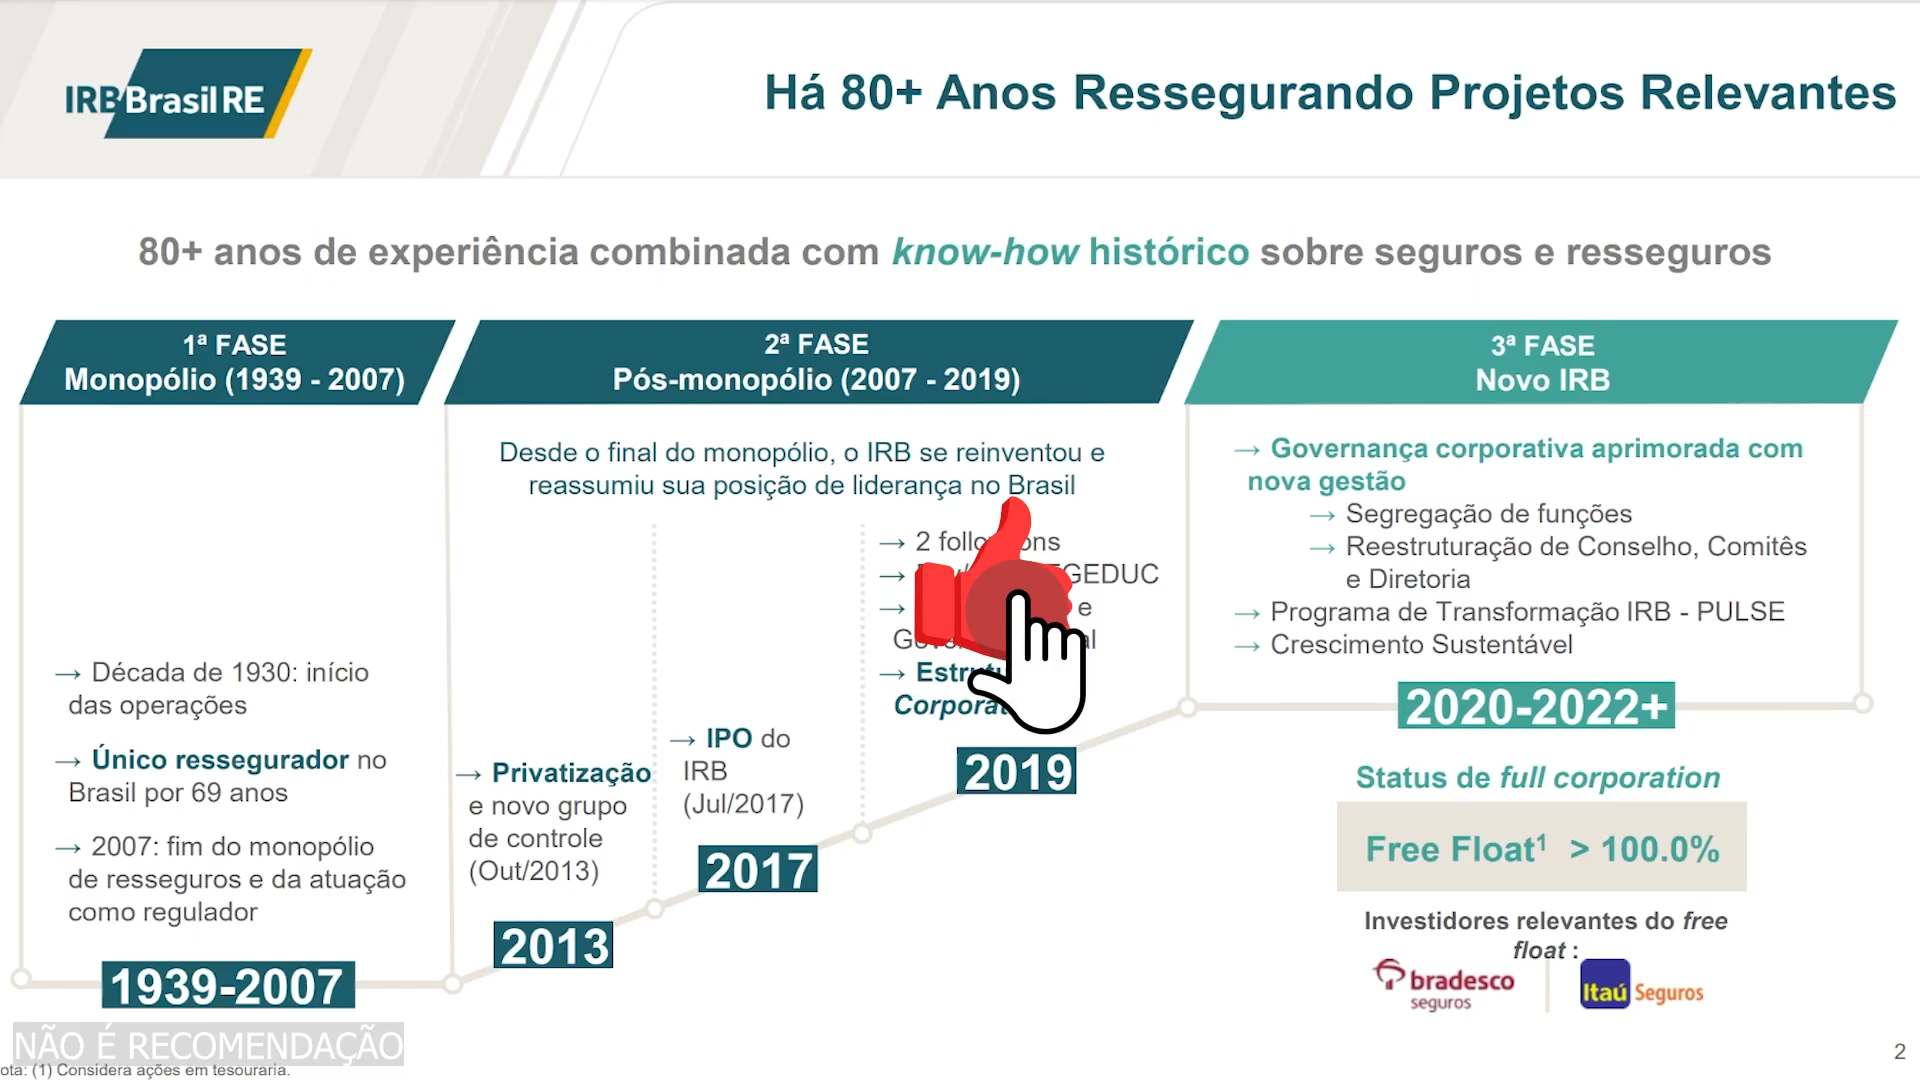 IRB Brasil RE
Há 80+ Anos Ressegurando Projetos Relevantes
80+ anos de experiência combinada com know-how histórico sobre seguros e resseguros
1ª FASE
Monopólio (1939 - 2007)
→ Década de 1930: início
das operações
→ Único ressegurador no
Brasil por 69 anos
→ 2007: fim do monopólio
de resseguros e da atuação
como regulador
1939-2007
2ª FASE
Pós-monopólio (2007 - 2019)
Desde o final do monopólio, o IRB se reinventou e
reassumiu sua posição de liderança no Brasil
→ Privatização
e novo grupo
de controle
(Out/2013)
2013
→ IPO do
IRB
(Jul/2017)
2017
→ 2
→
→ e
→
2019
3ª FASE
Novo IRB
→ Governança corporativa aprimorada com
nova gestão
→ Segregação de funções
→ Reestruturação de Conselho, Comitês
e Diretoria
→ Programa de Transformação IRB - PULSE
→ Crescimento Sustentável
2020-2022+
Status de full corporation
Free Float¹ > 100.0%
Investidores relevantes do free
float :
bradesco
seguros
Itaú Seguros
NÃO É RECOMENDAÇÃO
ota: (1) Considera ações em tesouraria.
2